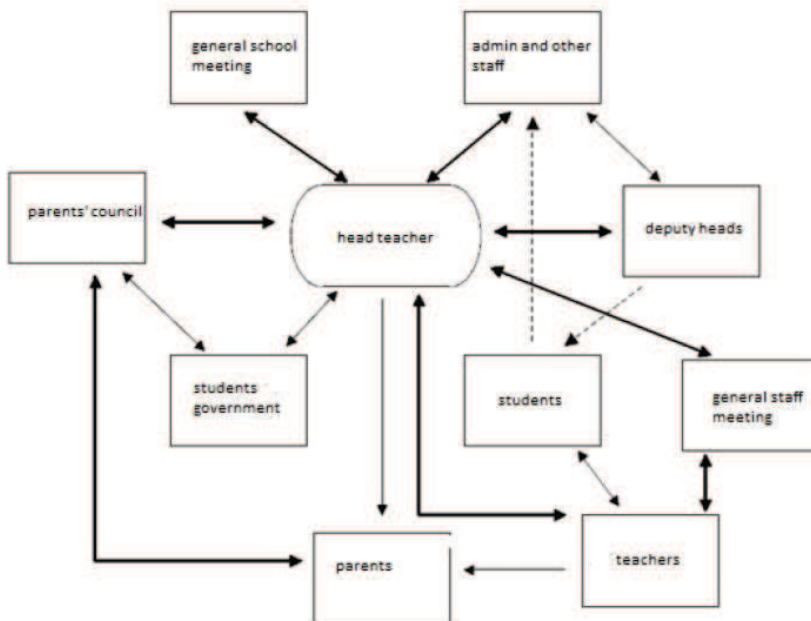 general school
meeting
admin and other
staff
parents' council
head teacher
deputy heads
students
government
students
general staff
meeting
parents
teachers